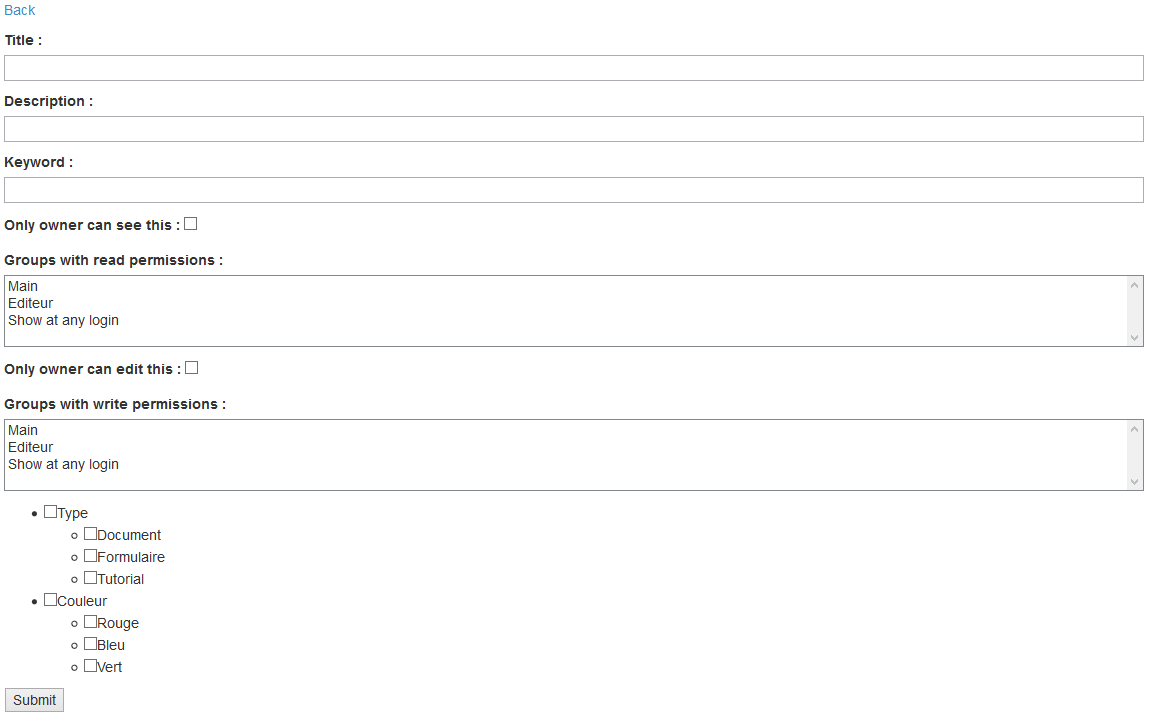 Back
Title :
Description :
Keyword :
Only owner can see this :
Groups with read permissions :
Main
Editeur
Show at any login
Only owner can edit this :
Groups with write permissions :
Main
Editeur
Show at any login
Type
Document
Formulaire
Tutorial
Couleur
Rouge
Bleu
Vert
Submit